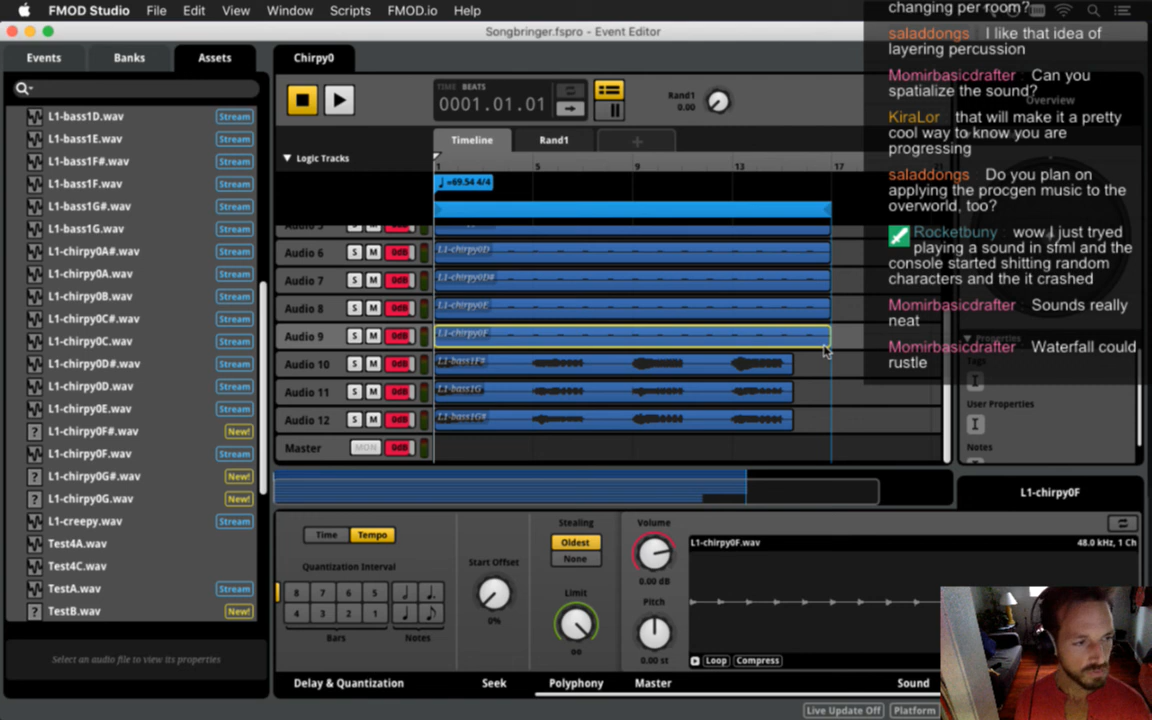 FMOD Studio File Edit View Window Scripts FMOD.io Help
Songbringer.fspro - Event Editor
Events Banks Assets
Chirpy0
TIME BEATS
0001.01.01
Rand1
0.00
Timeline Rand1 +
Logic Tracks
1 5 9 13 17
=69.54 4/4
L1-bass1D.wav Stream
L1-bass1E.wav Stream
L1-bass1F#.wav Stream
L1-bass1F.wav Stream
L1-bass1G#.wav Stream
L1-bass1G.wav Stream
L1-chirpy0A#.wav Stream
L1-chirpy0A.wav Stream
L1-chirpy0B.wav Stream
L1-chirpy0C#.wav Stream
L1-chirpy0C.wav Stream
L1-chirpy0D#.wav Stream
L1-chirpy0D.wav Stream
L1-chirpy0E.wav Stream
L1-chirpy0F#.wav New!
L1-chirpy0F.wav Stream
L1-chirpy0G#.wav New!
L1-chirpy0G.wav New!
L1-creepy.wav Stream
Test4A.wav
Test4C.wav
TestA.wav Stream
TestB.wav New!
Select an audio file to view its properties
Audio 6 S M 0dB L1-chirpy0D
Audio 7 S M 0dB L1-chirpy0D#
Audio 8 S M 0dB L1-chirpy0E
Audio 9 S M 0dB L1-chirpy0F
Audio 10 S M 0dB L1-bass1F#
Audio 11 S M 0dB L1-bass1G
Audio 12 S M 0dB L1-bass1G#
Master MON 0dB
changing per room?
saladdongs I like that idea of
layering percussion
Momirbasicdrafter Can you
spatialize the sound?
Overview
KiraLor : that will make it a pretty
cool way to know you are
progressing
saladdongs : Do you plan on
applying the procgen music to the
overworld, too?
Rocketbuny : wow I just tryed
playing a sound in sfml and the
console started shitting random
characters and the it crashed
Momirbasicdrafter Sounds really
neat
Properties
Momirbasicdrafter Waterfall could
rustle
Tags
User Properties
Notes
L1-chirpy0F
Time Tempo
Quantization Interval
8 7 6 5
4 3 2 1
Bars Notes
Delay & Quantization
Start Offset
0%
Seek
Stealing
Oldest
None
Limit
∞
Polyphony
Volume
0.00 dB
Pitch
0.00 st
Master
L1-chirpy0F.wav 48.0 kHz, 1 Ch
Loop Compress
Sound
Live Update Off Platform